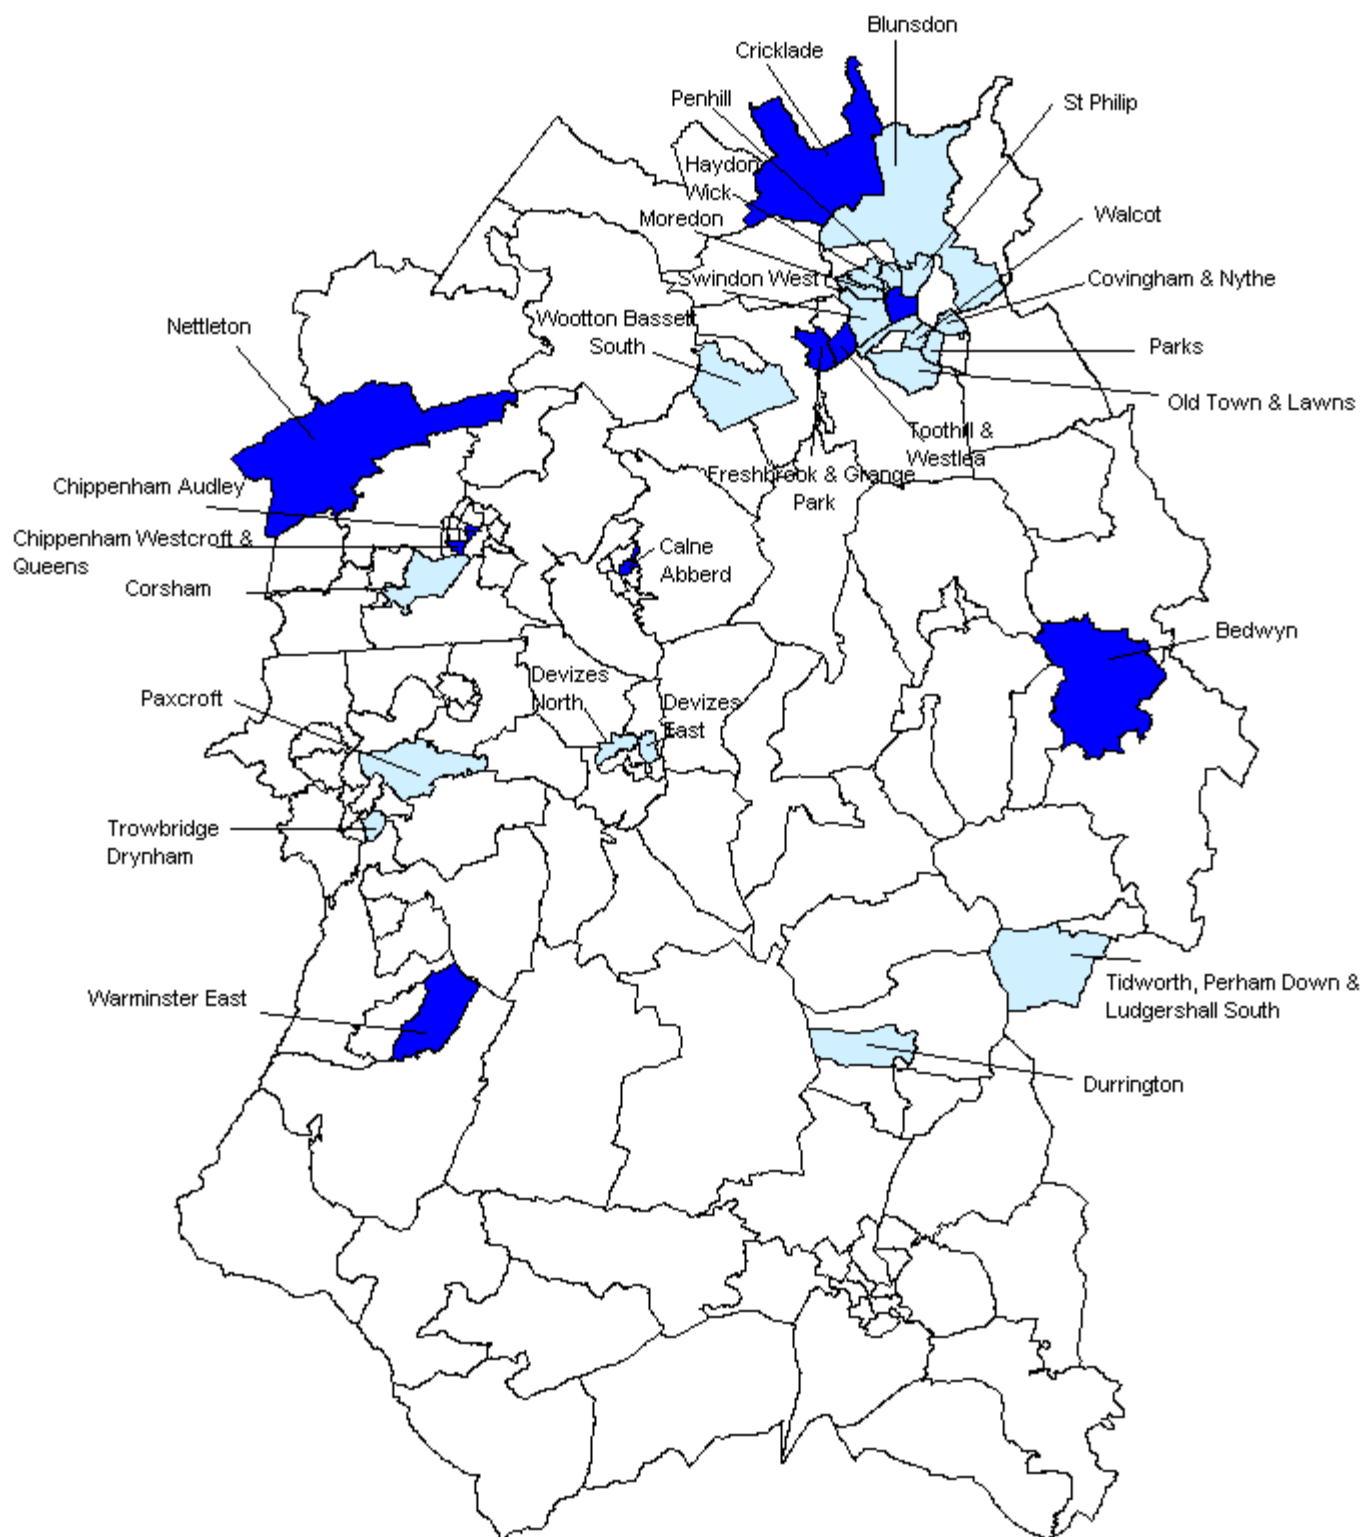 Blunsdon
Cricklade
Penhill
St Philip
Haydon
Wick
Moredon
Walcot
Swindon West
Covingham & Nythe
Nettleton
Wootton Bassett
South
Parks
Old Town & Lawns
Toothill &
Westlea
Freshbrook & Grange
Park
Chippenham Audley
Chippenham Westcroft &
Queens
Calne
Abberd
Corsham
Bedwyn
Devizes
North
Devizes
East
Paxcroft
Trowbridge
Drynham
Warminster East
Tidworth, Perham Down &
Ludgershall South
Durrington